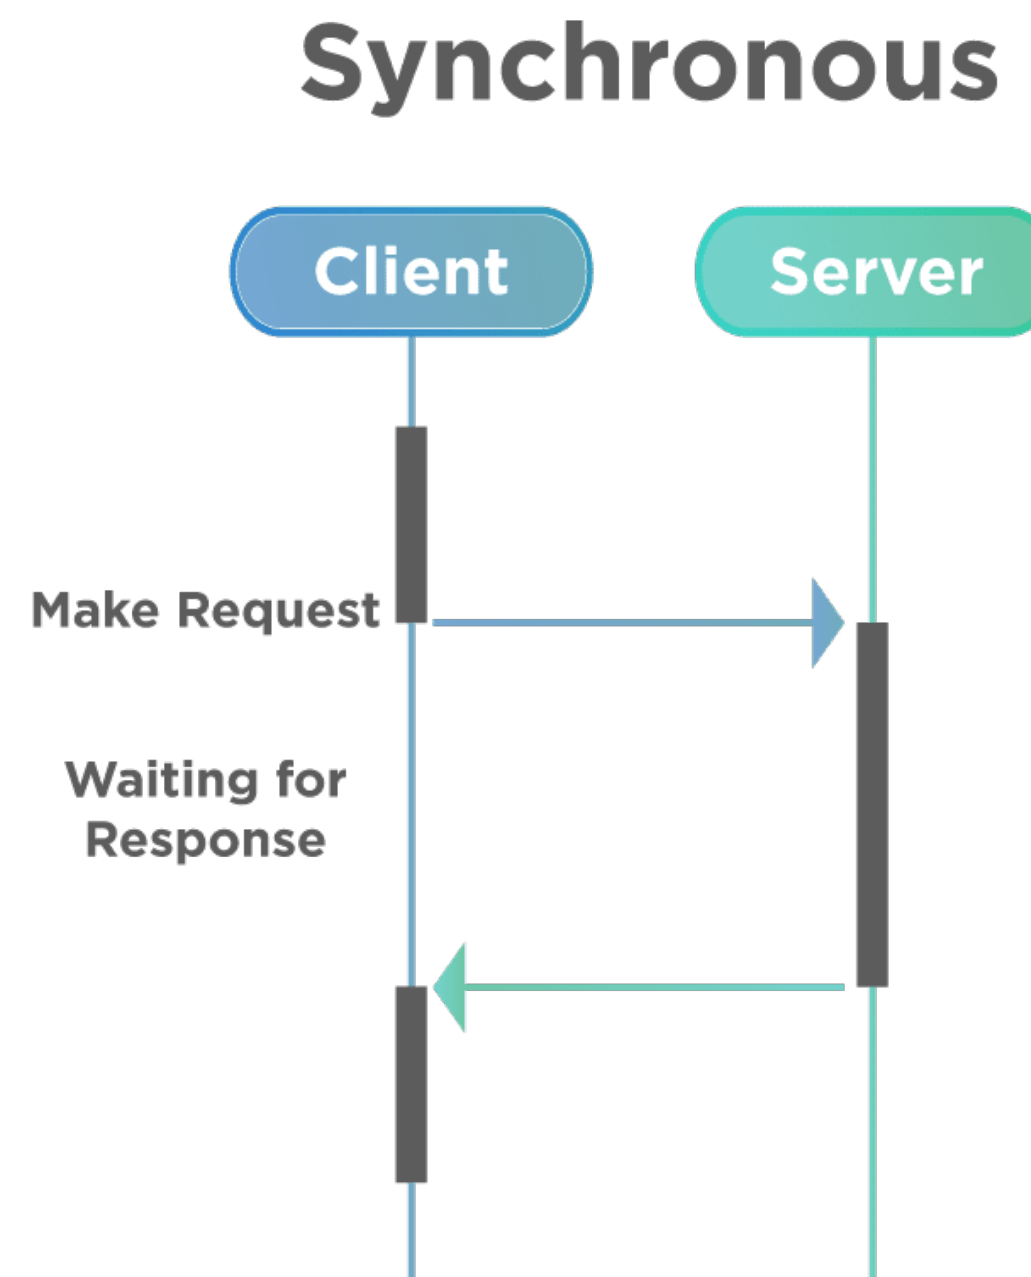 Synchronous
Client
Server
Make Request
Waiting for
Response